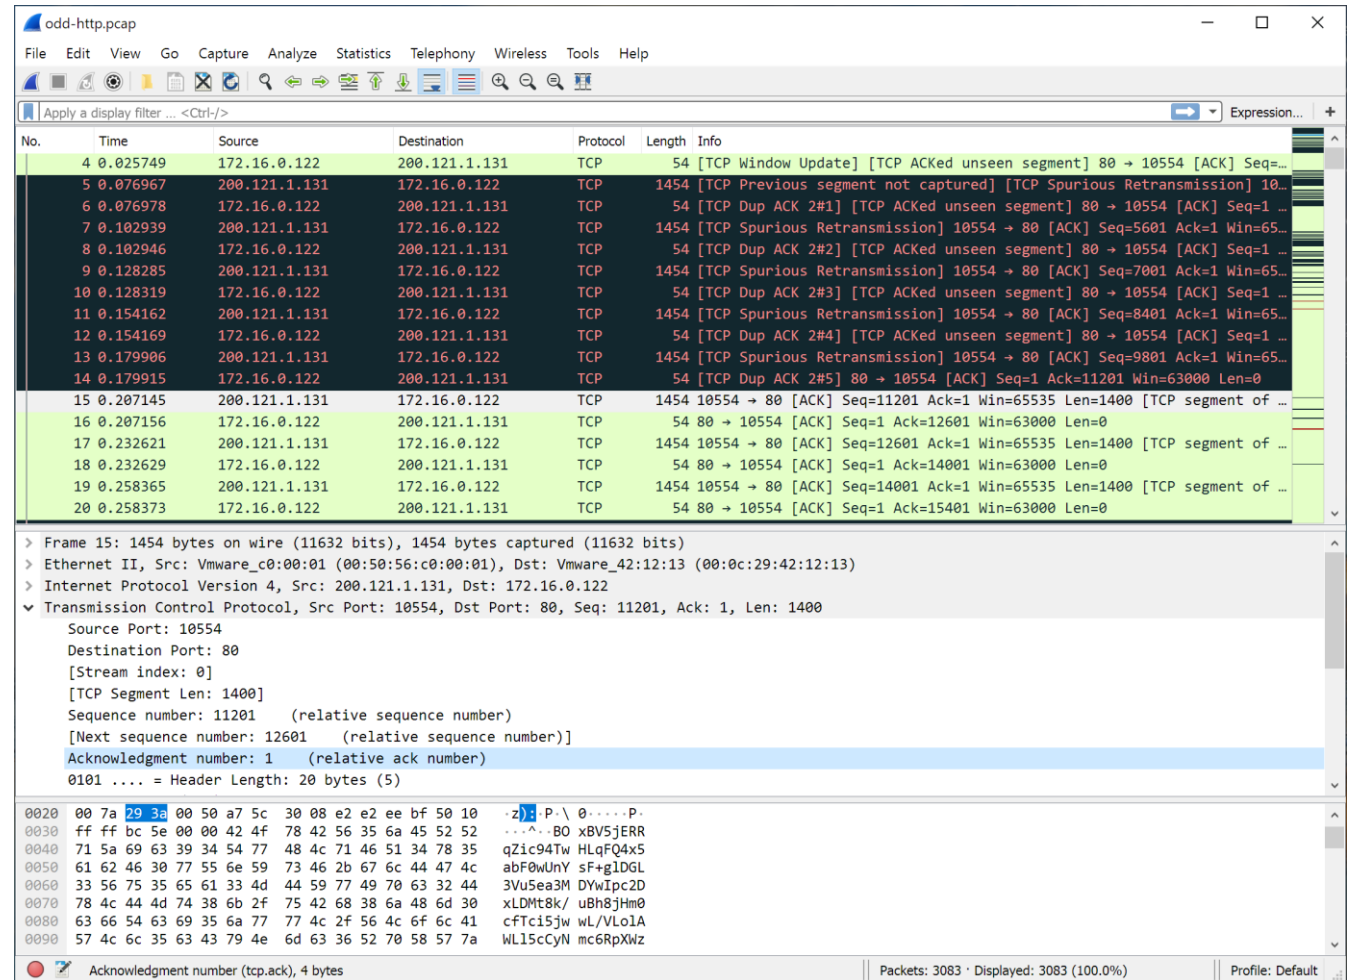 odd-http.pcap
File Edit View Go Capture Analyze Statistics Telephony Wireless Tools Help
Apply a display filter ... <Ctrl-/> Expression... +
No. Time Source Destination Protocol Length Info
4 0.025749 172.16.0.122 200.121.1.131 TCP 54 [TCP Window Update] [TCP ACKed unseen segment] 80 → 10554 [ACK] Seq=…
5 0.076967 200.121.1.131 172.16.0.122 TCP 1454 [TCP Previous segment not captured] [TCP Spurious Retransmission] 10…
6 0.076978 172.16.0.122 200.121.1.131 TCP 54 [TCP Dup ACK 2#1] [TCP ACKed unseen segment] 80 → 10554 [ACK] Seq=1 …
7 0.102939 200.121.1.131 172.16.0.122 TCP 1454 [TCP Spurious Retransmission] 10554 → 80 [ACK] Seq=5601 Ack=1 Win=65…
8 0.102946 172.16.0.122 200.121.1.131 TCP 54 [TCP Dup ACK 2#2] [TCP ACKed unseen segment] 80 → 10554 [ACK] Seq=1 …
9 0.128285 200.121.1.131 172.16.0.122 TCP 1454 [TCP Spurious Retransmission] 10554 → 80 [ACK] Seq=7001 Ack=1 Win=65…
10 0.128319 172.16.0.122 200.121.1.131 TCP 54 [TCP Dup ACK 2#3] [TCP ACKed unseen segment] 80 → 10554 [ACK] Seq=1 …
11 0.154162 200.121.1.131 172.16.0.122 TCP 1454 [TCP Spurious Retransmission] 10554 → 80 [ACK] Seq=8401 Ack=1 Win=65…
12 0.154169 172.16.0.122 200.121.1.131 TCP 54 [TCP Dup ACK 2#4] [TCP ACKed unseen segment] 80 → 10554 [ACK] Seq=1 …
13 0.179906 200.121.1.131 172.16.0.122 TCP 1454 [TCP Spurious Retransmission] 10554 → 80 [ACK] Seq=9801 Ack=1 Win=65…
14 0.179915 172.16.0.122 200.121.1.131 TCP 54 [TCP Dup ACK 2#5] 80 → 10554 [ACK] Seq=1 Ack=11201 Win=63000 Len=0
15 0.207145 200.121.1.131 172.16.0.122 TCP 1454 10554 → 80 [ACK] Seq=11201 Ack=1 Win=65535 Len=1400 [TCP segment of …
16 0.207156 172.16.0.122 200.121.1.131 TCP 54 80 → 10554 [ACK] Seq=1 Ack=12601 Win=63000 Len=0
17 0.232621 200.121.1.131 172.16.0.122 TCP 1454 10554 → 80 [ACK] Seq=12601 Ack=1 Win=65535 Len=1400 [TCP segment of …
18 0.232629 172.16.0.122 200.121.1.131 TCP 54 80 → 10554 [ACK] Seq=1 Ack=14001 Win=63000 Len=0
19 0.258365 200.121.1.131 172.16.0.122 TCP 1454 10554 → 80 [ACK] Seq=14001 Ack=1 Win=65535 Len=1400 [TCP segment of …
20 0.258373 172.16.0.122 200.121.1.131 TCP 54 80 → 10554 [ACK] Seq=1 Ack=15401 Win=63000 Len=0
Frame 15: 1454 bytes on wire (11632 bits), 1454 bytes captured (11632 bits)
Ethernet II, Src: Vmware_c0:00:01 (00:50:56:c0:00:01), Dst: Vmware_42:12:13 (00:0c:29:42:12:13)
Internet Protocol Version 4, Src: 200.121.1.131, Dst: 172.16.0.122
Transmission Control Protocol, Src Port: 10554, Dst Port: 80, Seq: 11201, Ack: 1, Len: 1400
Source Port: 10554
Destination Port: 80
[Stream index: 0]
[TCP Segment Len: 1400]
Sequence number: 11201 (relative sequence number)
[Next sequence number: 12601 (relative sequence number)]
Acknowledgment number: 1 (relative ack number)
0101 .... = Header Length: 20 bytes (5)
0020 00 7a 29 3a 00 50 a7 5c 30 08 e2 e2 ee bf 50 10 ·z):·P·\ 0·····P·
0030 ff ff bc 5e 00 00 42 4f 78 42 56 35 6a 45 52 52 ···^··BO xBV5jERR
0040 71 5a 69 63 39 34 54 77 48 4c 71 46 51 34 78 35 qZic94Tw HLqFQ4x5
0050 61 62 46 30 77 55 6e 59 73 46 2b 67 6c 44 47 4c abF0wUnY sF+glDGL
0060 33 56 75 35 65 61 33 4d 44 59 77 49 70 63 32 44 3Vu5ea3M DYwIpc2D
0070 78 4c 44 4d 74 38 6b 2f 75 42 68 38 6a 48 6d 30 xLDMt8k/ uBh8jHm0
0080 63 66 54 63 69 35 6a 77 77 4c 2f 56 4c 6f 6c 41 cfTci5jw wL/VLolA
0090 57 4c 6c 35 63 43 79 4e 6d 63 36 52 70 58 57 7a WLl5cCyN mc6RpXWz
Acknowledgment number (tcp.ack), 4 bytes Packets: 3083 · Displayed: 3083 (100.0%) Profile: Default